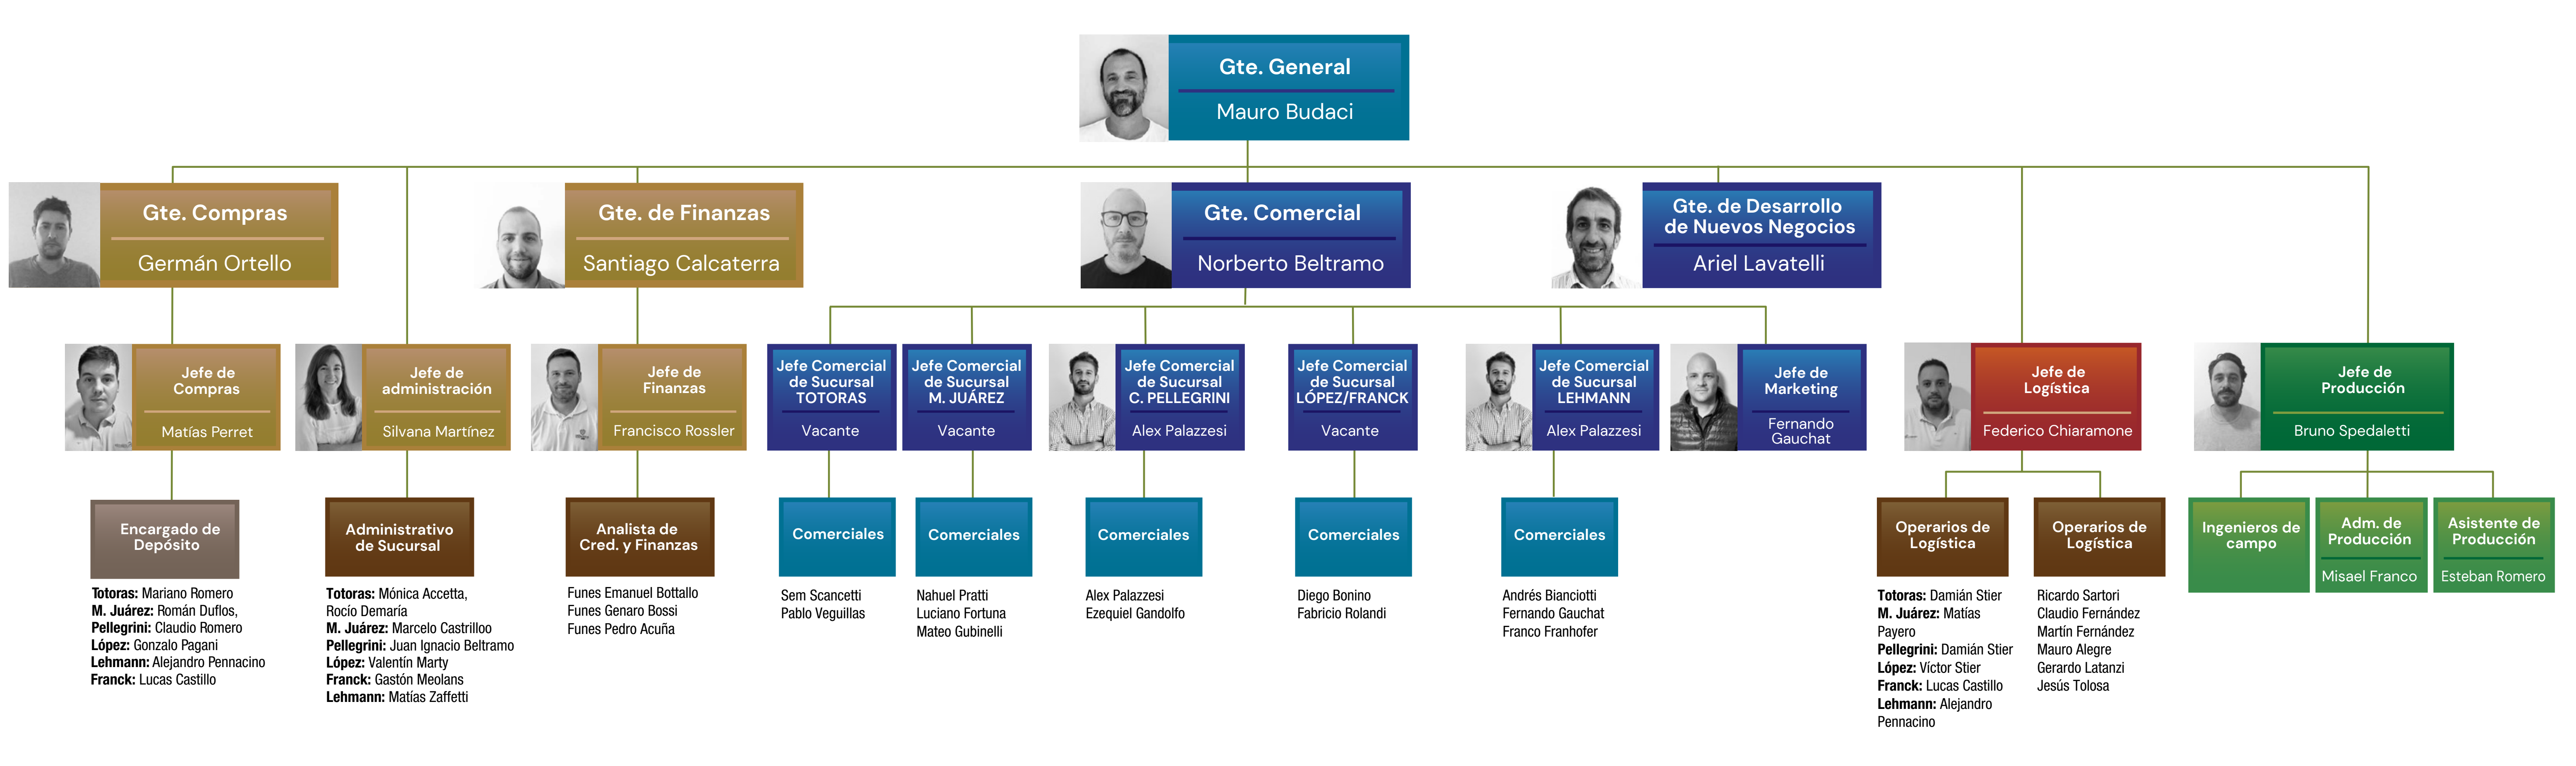 Gte. General
Mauro Budaci
Gte. Compras
Germán Ortello
Gte. de Finanzas
Santiago Calcaterra
Gte. Comercial
Norberto Beltramo
Gte. de Desarrollo
de Nuevos Negocios
Ariel Lavatelli
Jefe de
Compras
Matías Perret
Jefe de
administración
Silvana Martínez
Jefe de
Finanzas
Francisco Rossler
Jefe Comercial
de Sucursal
TOTORAS
Vacante
Jefe Comercial
de Sucursal
M. JUÁREZ
Vacante
Jefe Comercial
de Sucursal
C. PELLEGRINI
Alex Palazzesi
Jefe Comercial
de Sucursal
LÓPEZ/FRANCK
Vacante
Jefe Comercial
de Sucursal
LEHMANN
Alex Palazzesi
Jefe de
Marketing
Fernando
Gauchat
Jefe de
Logística
Federico Chiaramone
Jefe de
Producción
Bruno Spedaletti
Encargado de
Depósito
Totoras: Mariano Romero
M. Juárez: Román Duflos,
Pellegrini: Claudio Romero
López: Gonzalo Pagani
Lehmann: Alejandro Pennacino
Franck: Lucas Castillo
Administrativo
de Sucursal
Totoras: Mónica Accetta,
Rocío Demaría
M. Juárez: Marcelo Castrilloo
Pellegrini: Juan Ignacio Beltramo
López: Valentín Marty
Franck: Gastón Meolans
Lehmann: Matías Zaffetti
Analista de
Cred. y Finanzas
Funes Emanuel Bottallo
Funes Genaro Bossi
Funes Pedro Acuña
Comerciales
Sem Scancetti
Pablo Veguillas
Comerciales
Nahuel Pratti
Luciano Fortuna
Mateo Gubinelli
Comerciales
Alex Palazzesi
Ezequiel Gandolfo
Comerciales
Diego Bonino
Fabricio Rolandi
Comerciales
Andrés Bianciotti
Fernando Gauchat
Franco Franhofer
Operarios de
Logística
Totoras: Damián Stier
M. Juárez: Matías
Payero
Pellegrini: Damián Stier
López: Víctor Stier
Franck: Lucas Castillo
Lehmann: Alejandro
Pennacino
Operarios de
Logística
Ricardo Sartori
Claudio Fernández
Martín Fernández
Mauro Alegre
Gerardo Latanzi
Jesús Tolosa
Ingenieros de
campo
Adm. de
Producción
Misael Franco
Asistente de
Producción
Esteban Romero